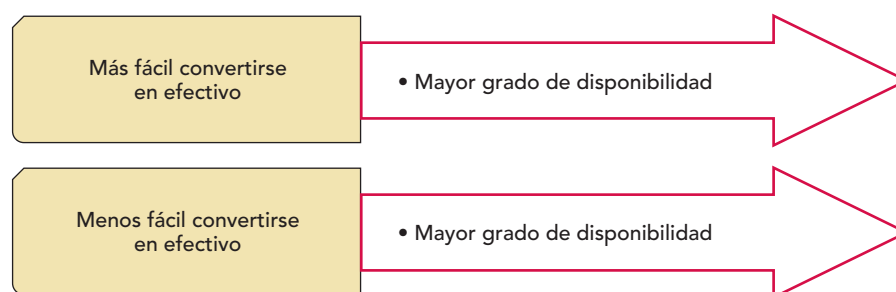 Más fácil convertirse
en efectivo
• Mayor grado de disponibilidad
Menos fácil convertirse
en efectivo
• Mayor grado de disponibilidad